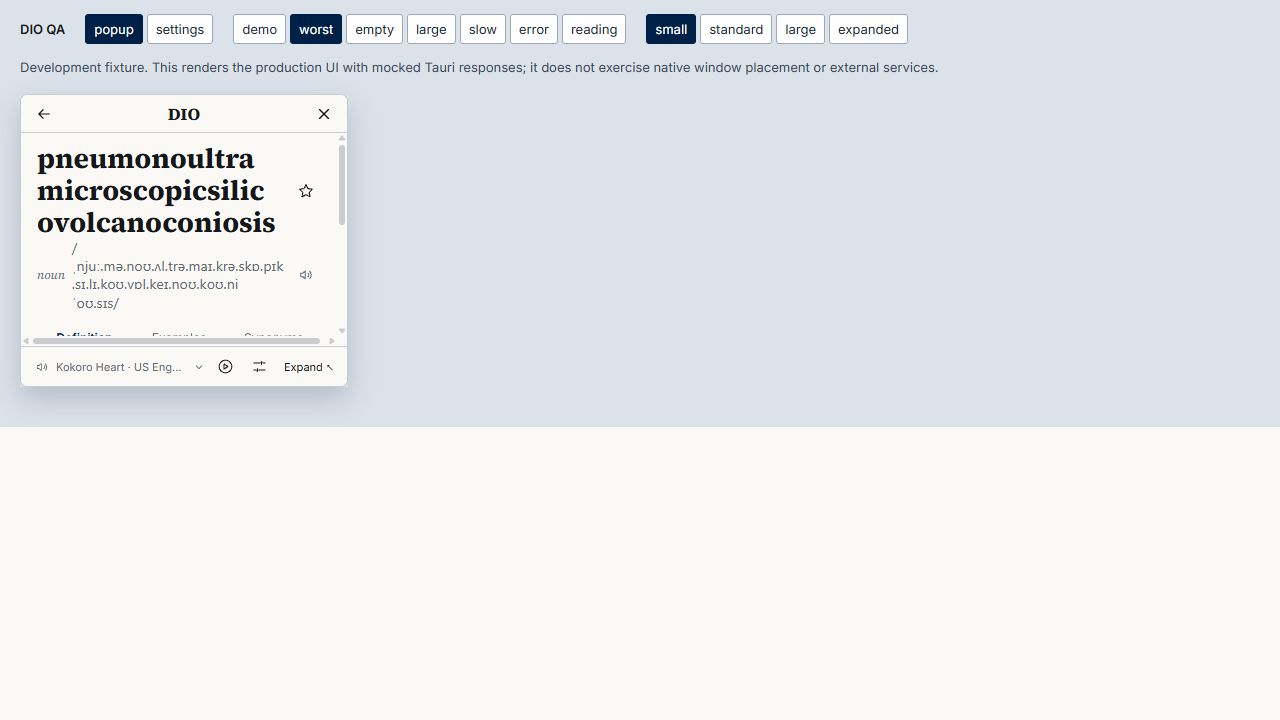 DIO QA popup settings demo worst empty large slow error reading small standard large expanded
Development fixture. This renders the production UI with mocked Tauri responses; it does not exercise native window placement or external services.
DIO
pneumonoultra
microscopicsilic
ovolcanoconiosis
noun
/
ˌnjuː.mə.noʊ.ʌl.trə.maɪ.krə.skɒ.pɪk
.sɪ.lɪ.koʊ.vɒl.keɪ.noʊ.koʊ.ni
ˈoʊ.sɪs/
Definition Examples Synonyms
Kokoro Heart · US Eng... Expand ↖